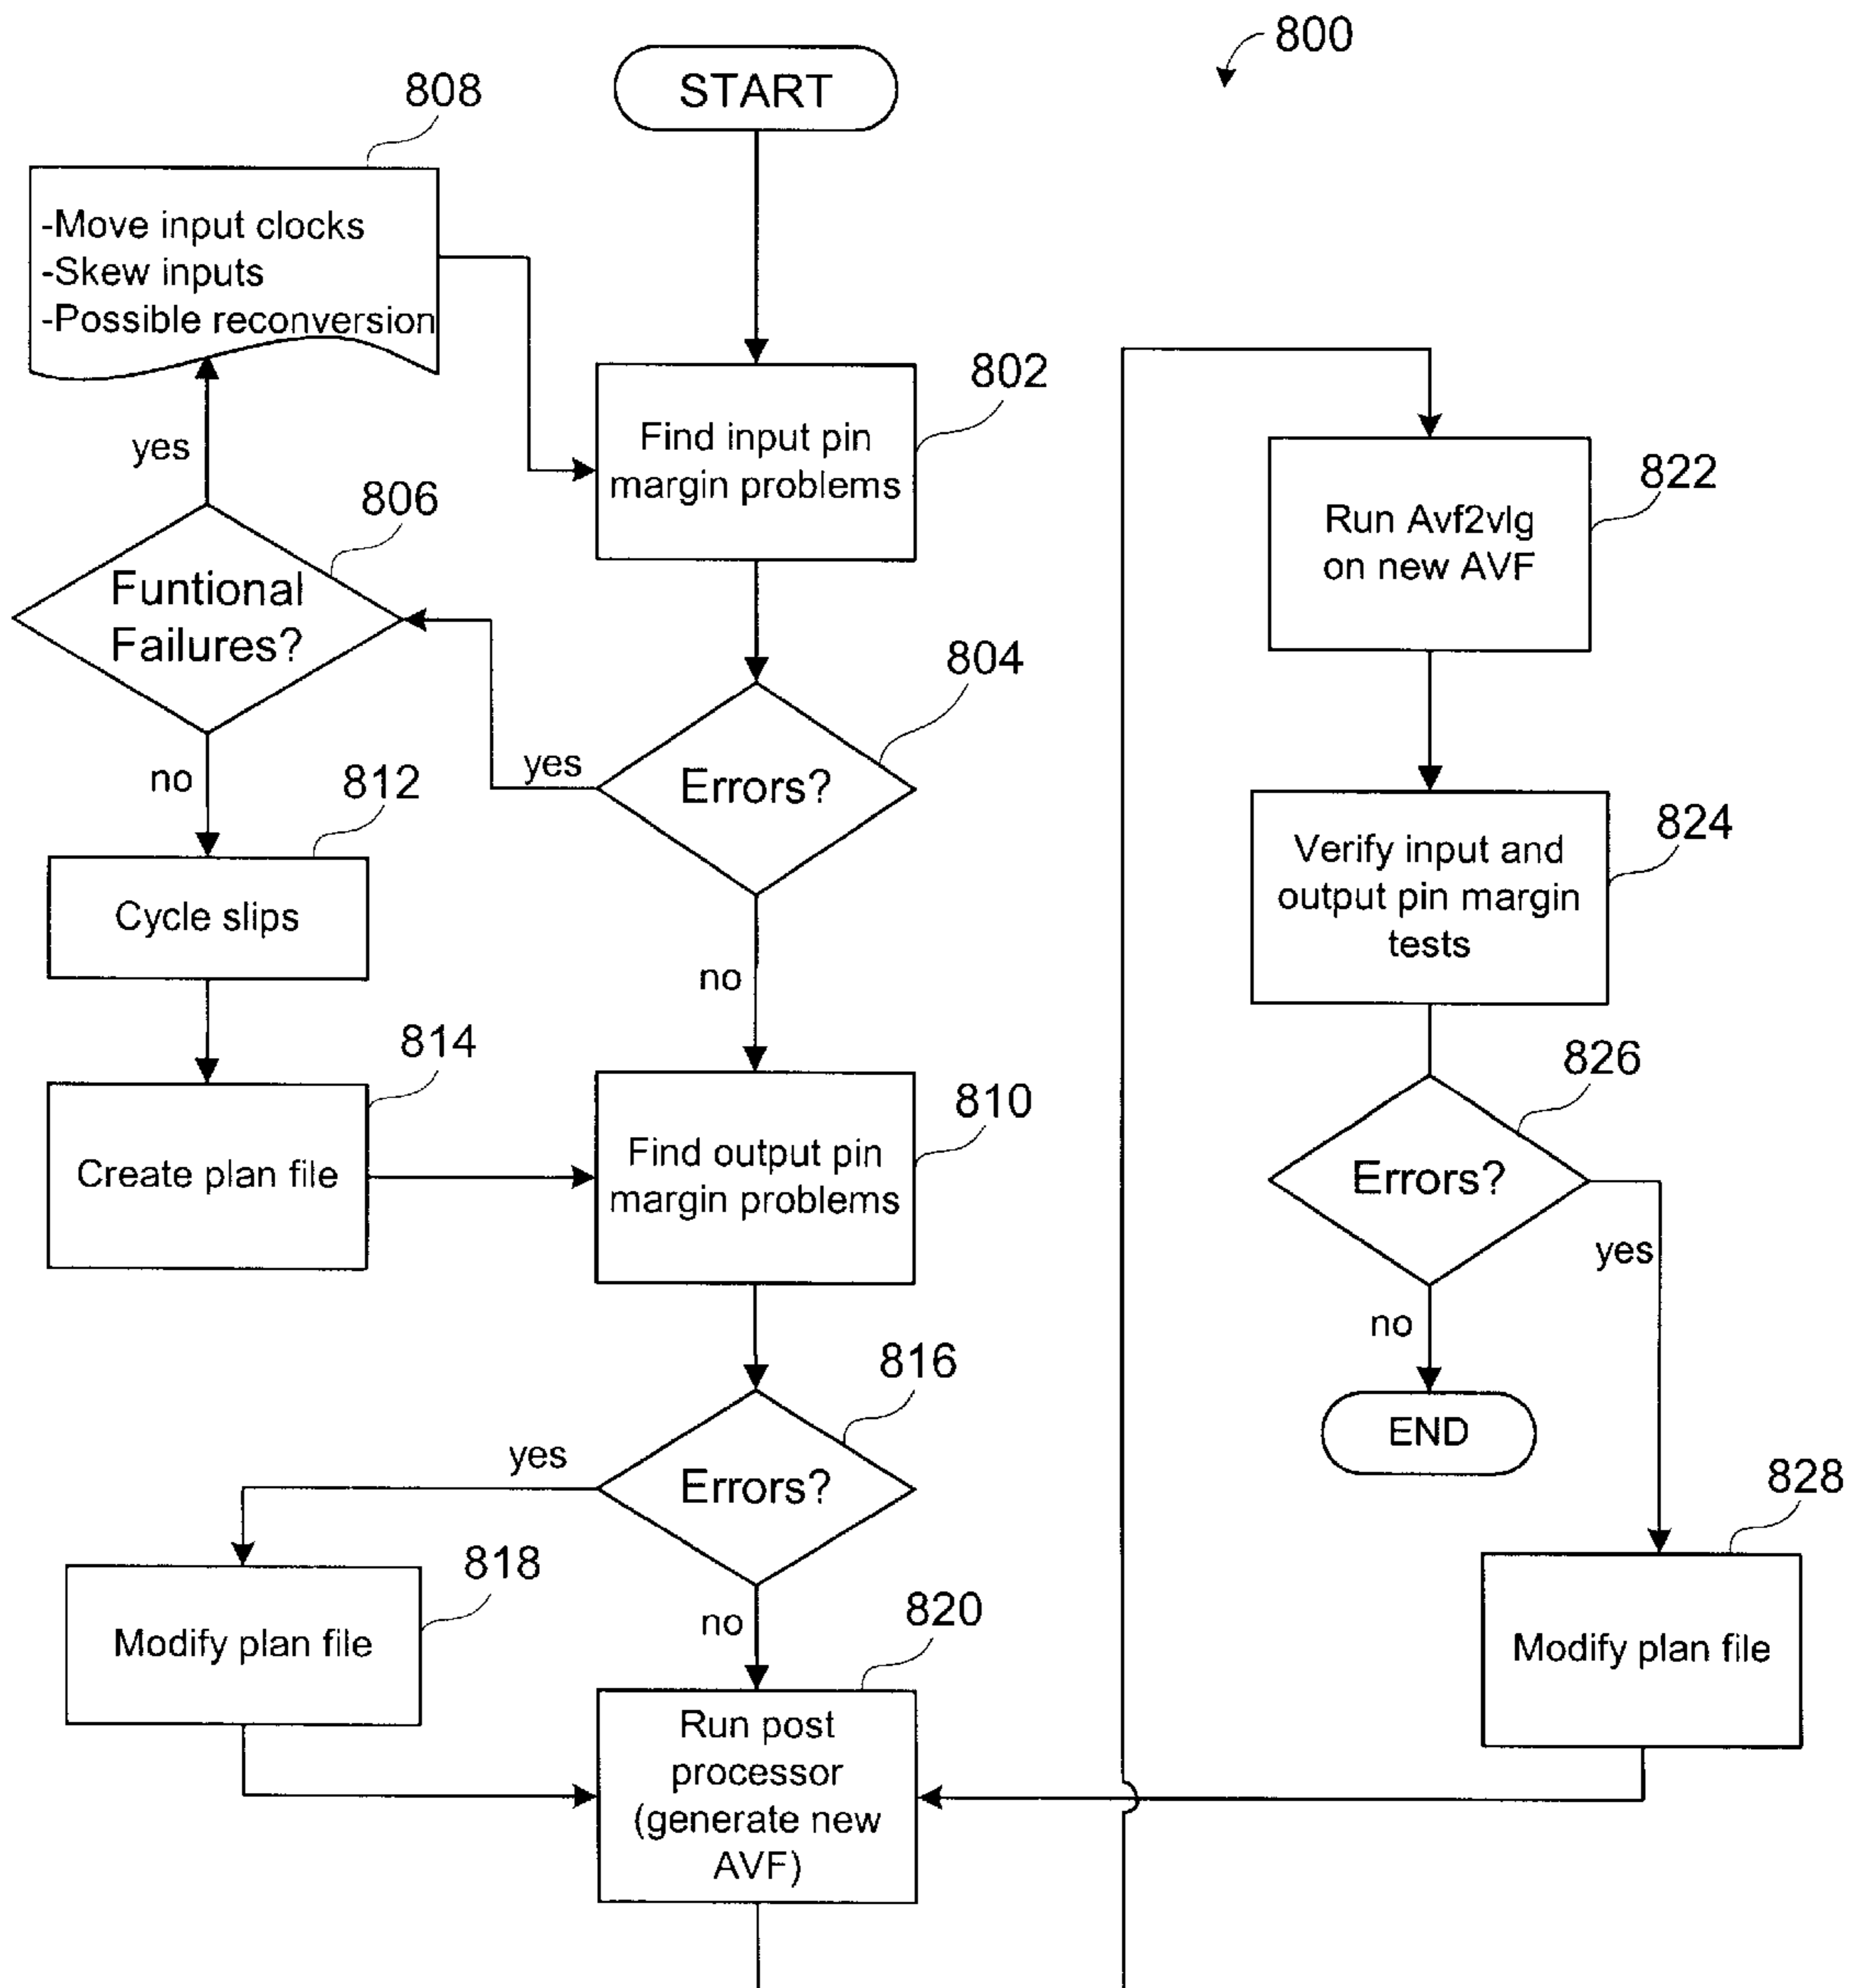 800
START
808
-Move input clocks
-Skew inputs
-Possible reconversion
802
Find input pin
margin problems
yes
806
Funtional
Failures?
804
Errors?
yes
no
812
Cycle slips
no
814
Create plan file
810
Find output pin
margin problems
816
Errors?
yes
818
Modify plan file
no
820
Run post
processor
(generate new
AVF)
822
Run Avf2vlg
on new AVF
824
Verify input and
output pin margin
tests
826
Errors?
yes
no
END
828
Modify plan file